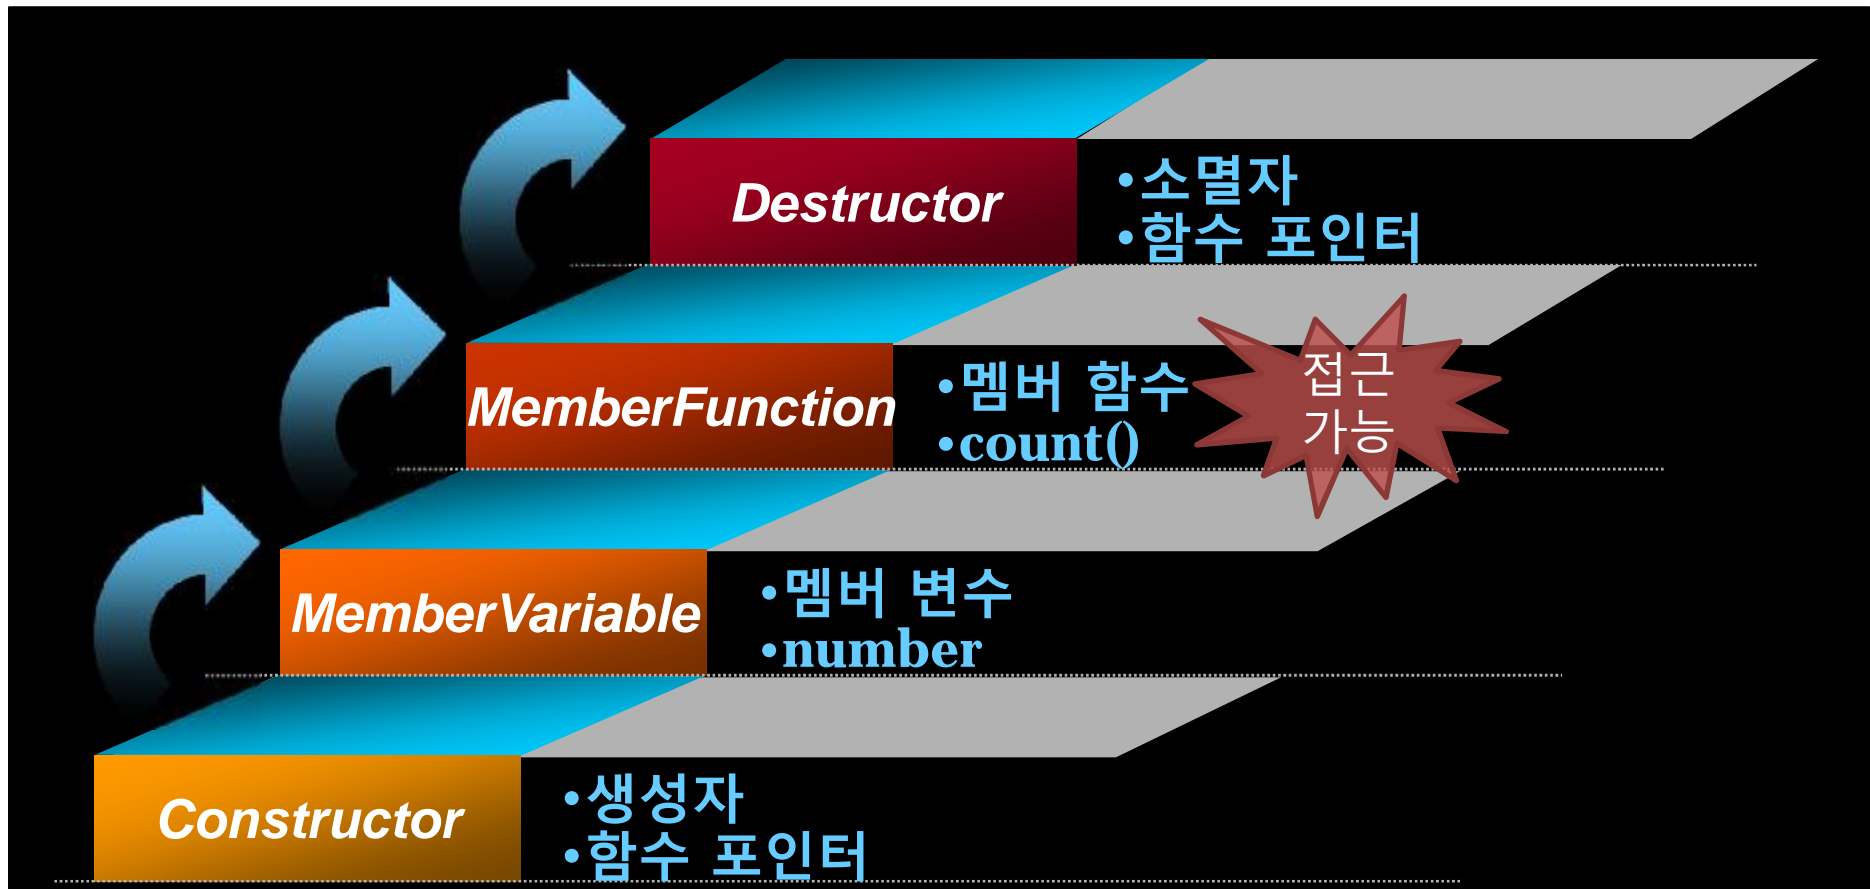 Destructor
•소멸자
•함수 포인터
MemberFunction
•멤버 함수
•count()
접근
가능
MemberVariable
•멤버 변수
•number
Constructor
•생성자
•함수 포인터